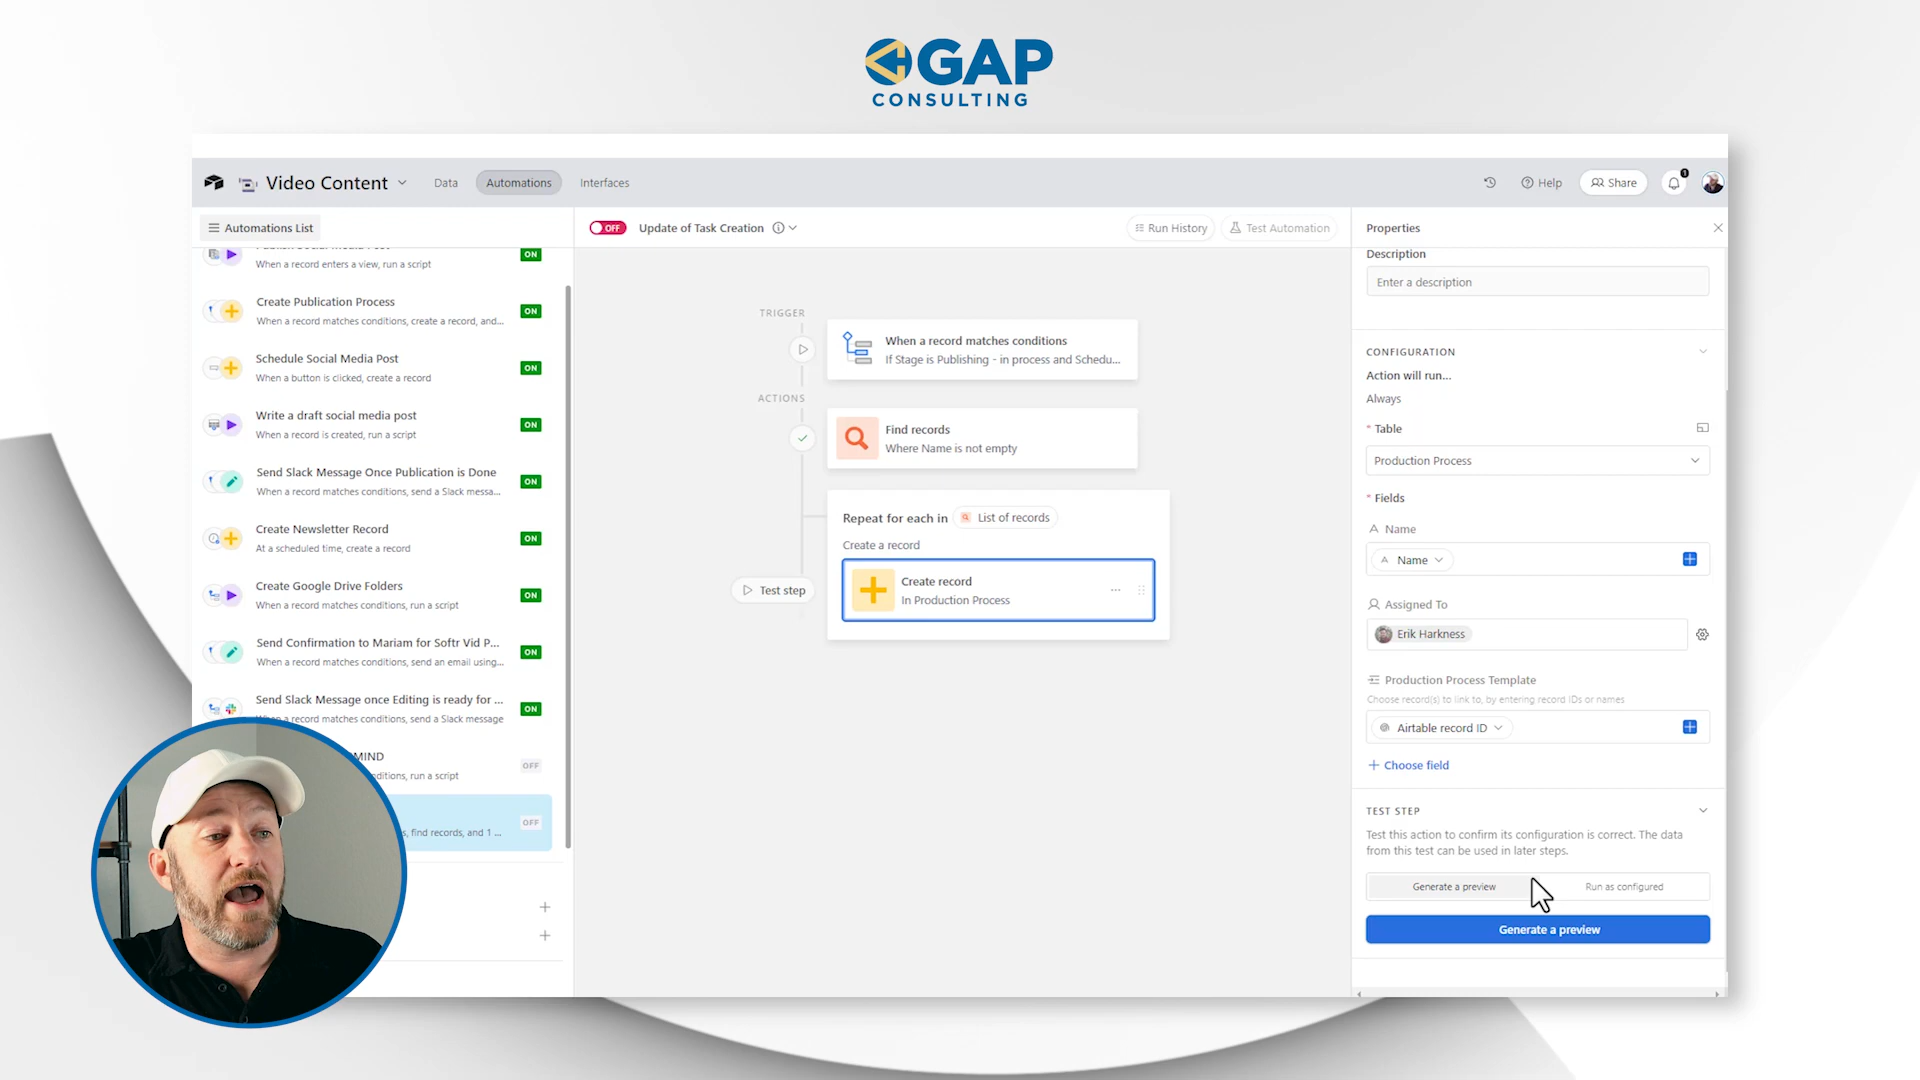 GAP
CONSULTING
Video Content
Data
Automations
Interfaces
Help
Share
1
Automations List
OFF
Update of Task Creation
Run History
Test Automation
Properties
When a record enters a view, run a script
ON
Create Publication Process
When a record matches conditions, create a record, and...
ON
Schedule Social Media Post
When a button is clicked, create a record
ON
Write a draft social media post
When a record is created, run a script
ON
Send Slack Message Once Publication is Done
When a record matches conditions, send a Slack messa...
ON
Create Newsletter Record
At a scheduled time, create a record
ON
Create Google Drive Folders
When a record matches conditions, run a script
ON
Send Confirmation to Mariam for Softr Vid P...
When a record matches conditions, send an email using...
ON
Send Slack Message once Editing is ready for ...
When a record matches conditions, send a Slack message
ON
MIND
ditions, run a script
OFF
s, find records, and 1 ...
OFF
TRIGGER
When a record matches conditions
If Stage is Publishing - in process and Schedu...
ACTIONS
Find records
Where Name is not empty
Repeat for each in
List of records
Create a record
Create record
In Production Process
Test step
Description
Enter a description
CONFIGURATION
Action will run...
Always
* Table
Production Process
* Fields
Name
Name
Assigned To
Erik Harkness
Production Process Template
Choose record(s) to link to, by entering record IDs or names
Airtable record ID
+ Choose field
TEST STEP
Test this action to confirm its configuration is correct. The data
from this test can be used in later steps.
Generate a preview
Run as configured
Generate a preview